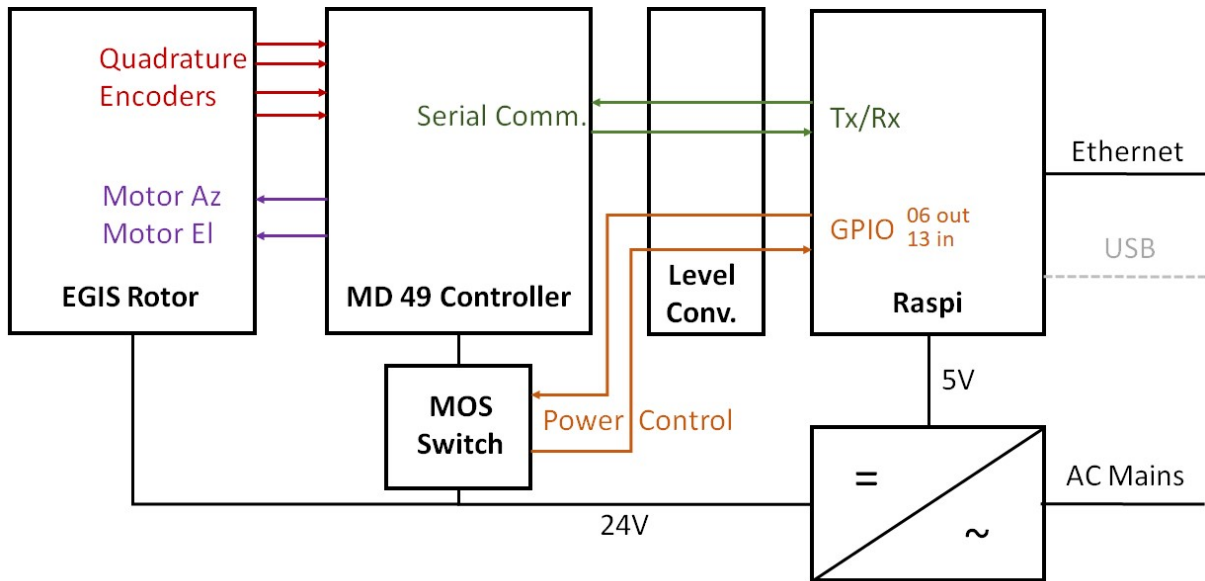 Quadrature
Encoders
Motor Az
Motor El
EGIS Rotor
Serial Comm.
MD 49 Controller
Level
Conv.
Tx/Rx
GPIO 06 out
13 in
Raspi
Ethernet
USB
MOS
Switch
Power Control
5V
24V
=
~
AC Mains